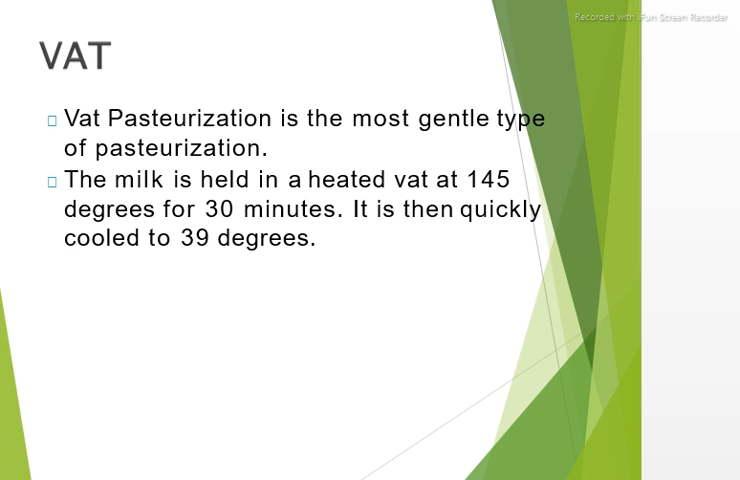 Recorded with iFun Screen Recorder
VAT
Vat Pasteurization is the most gentle type
of pasteurization.
The milk is held in a heated vat at 145
degrees for 30 minutes. It is then quickly
cooled to 39 degrees.